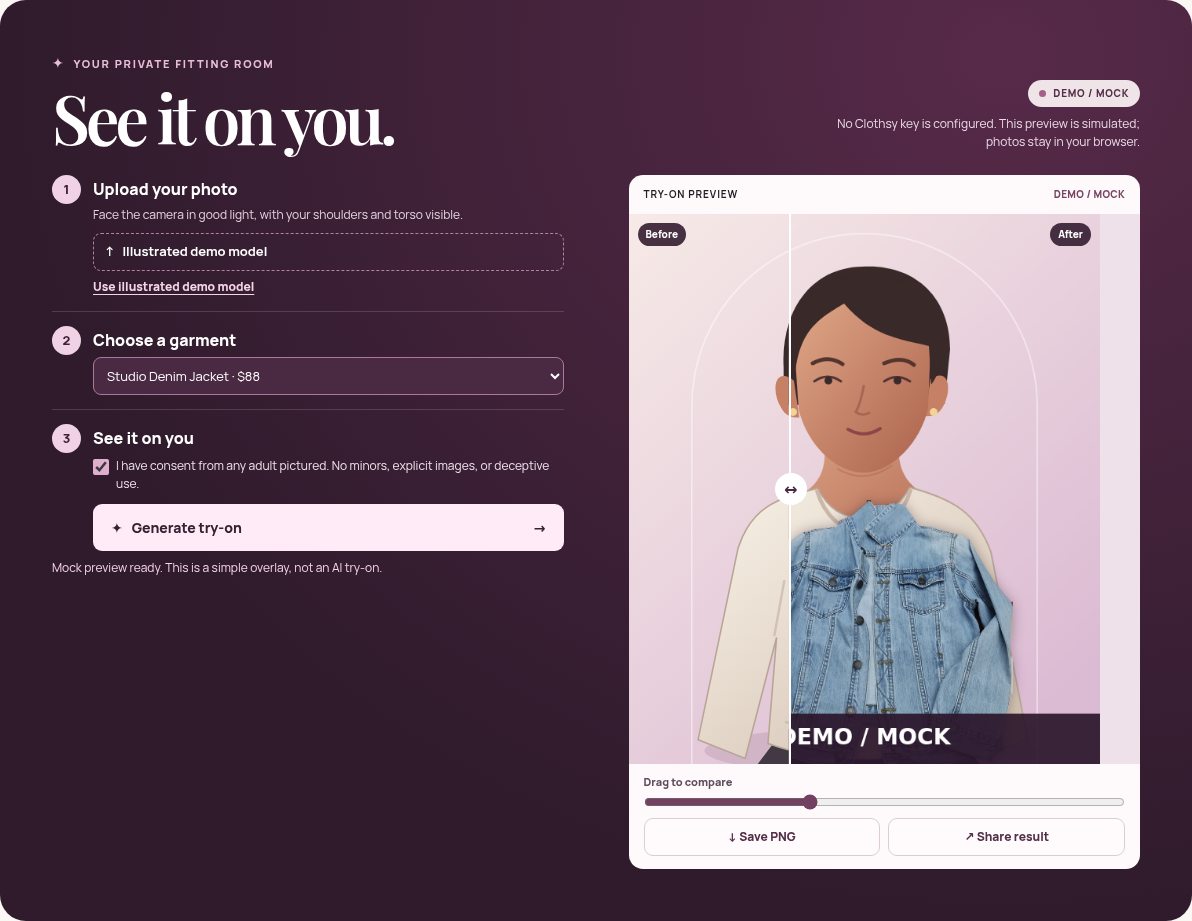 ✦ YOUR PRIVATE FITTING ROOM
See it on you.
DEMO / MOCK
No Clothsy key is configured. This preview is simulated;
photos stay in your browser.
1 Upload your photo
Face the camera in good light, with your shoulders and torso visible.
↑ Illustrated demo model
Use illustrated demo model
2 Choose a garment
Studio Denim Jacket · $88
3 See it on you
I have consent from any adult pictured. No minors, explicit images, or deceptive
use.
✦ Generate try-on →
Mock preview ready. This is a simple overlay, not an AI try-on.
TRY-ON PREVIEW DEMO / MOCK
Before After
DEMO / MOCK
Drag to compare
↓ Save PNG ↗ Share result